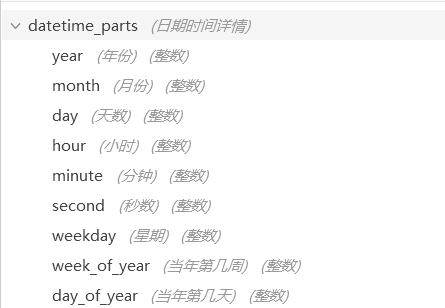 datetime_parts (日期时间详情)
year (年份) (整数)
month (月份) (整数)
day (天数) (整数)
hour (小时) (整数)
minute (分钟) (整数)
second (秒数) (整数)
weekday (星期) (整数)
week_of_year (当年第几周) (整数)
day_of_year (当年第几天) (整数)